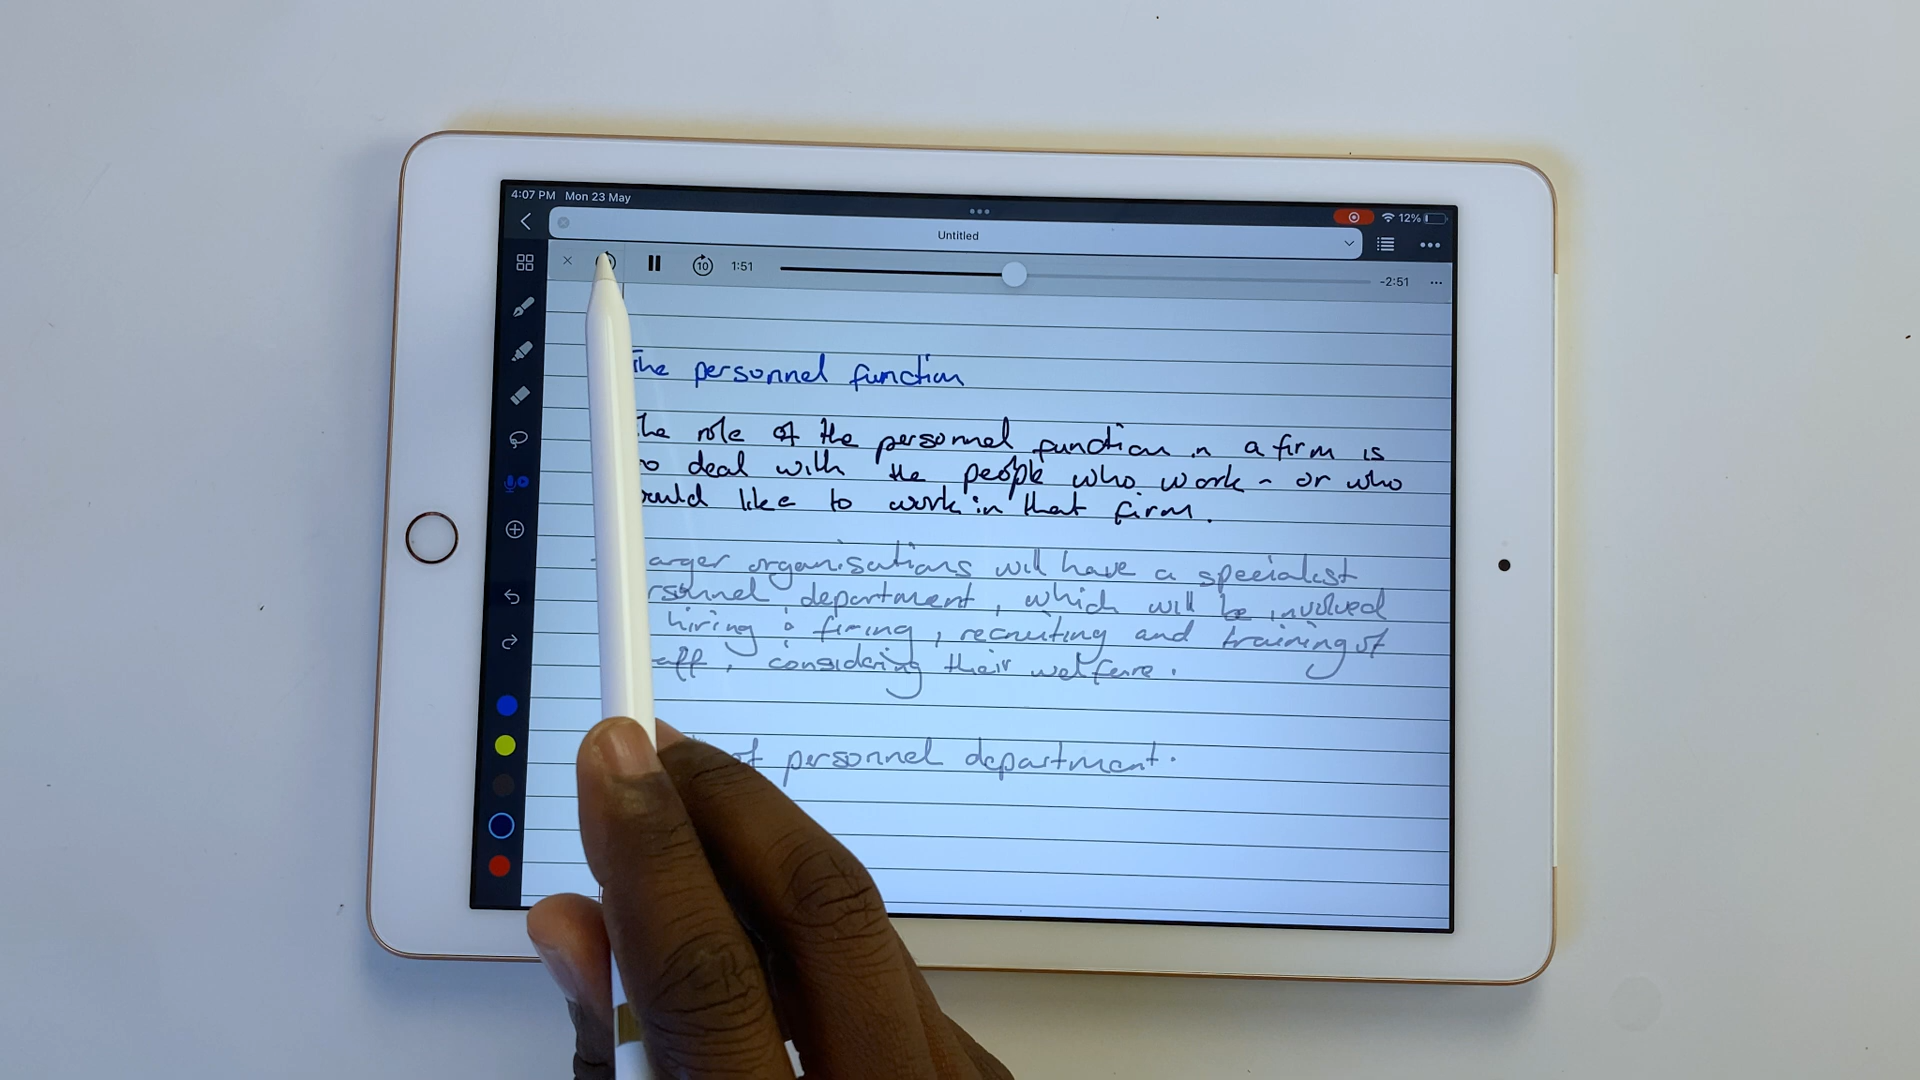 4:07 PM Mon 23 May
12%
Untitled
10 1:51 -2:51
The personnel function
he role of the personnel function in a firm is
o deal with the people who work - or who
ould like to work in that firm.
arger organisations will have a specialist
rsonnel department, which will be involved
hiring & firing, recruiting and training of
aff, considering their welfare.
of personnel department.